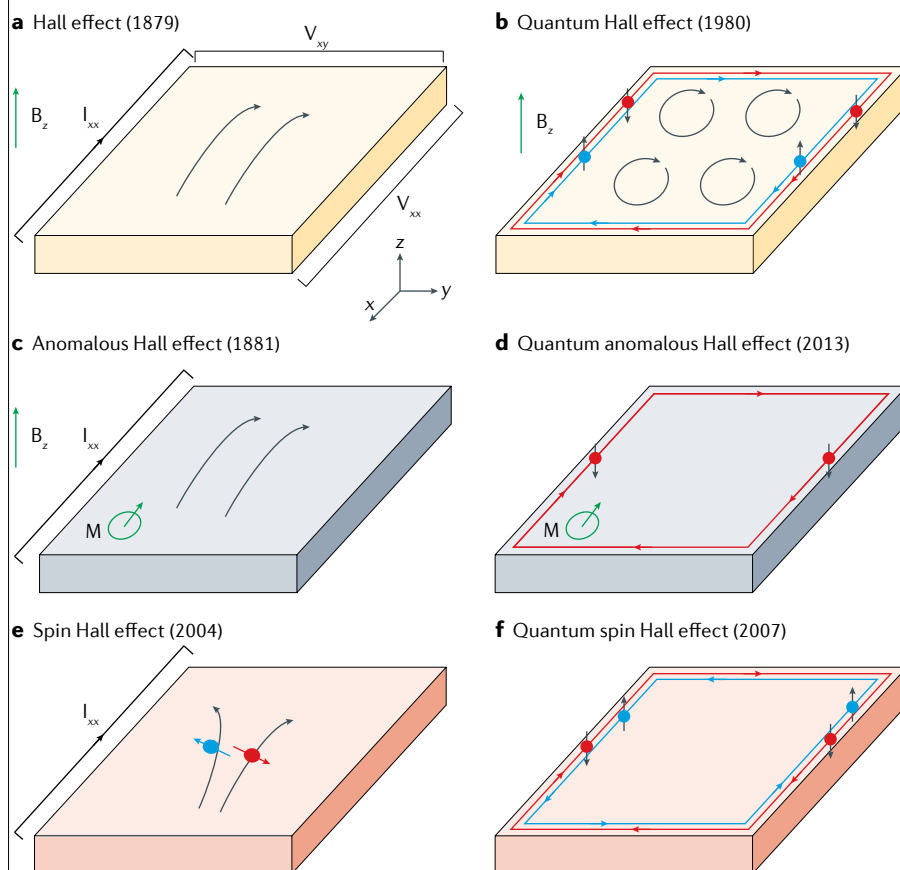 a Hall effect (1879)
V_xy
B_z
I_xx
V_xx
z
x
y
b Quantum Hall effect (1980)
B_z
c Anomalous Hall effect (1881)
B_z
I_xx
M
d Quantum anomalous Hall effect (2013)
M
e Spin Hall effect (2004)
I_xx
f Quantum spin Hall effect (2007)